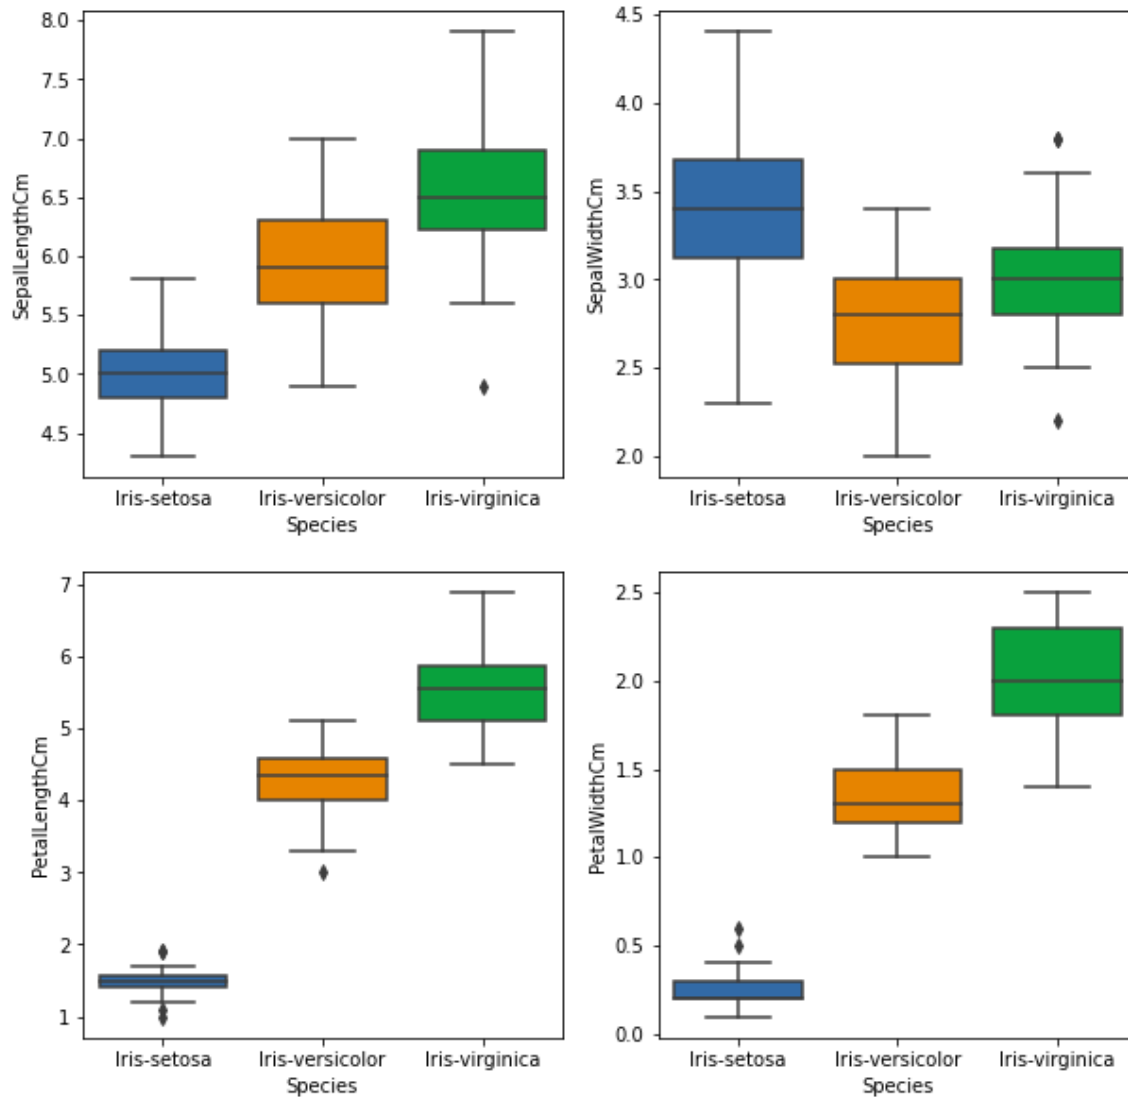 SepalLengthCm
8.0
7.5
7.0
6.5
6.0
5.5
5.0
4.5
Iris-setosa Iris-versicolor Iris-virginica
Species
SepalWidthCm
4.5
4.0
3.5
3.0
2.5
2.0
Iris-setosa Iris-versicolor Iris-virginica
Species
PetalLengthCm
7
6
5
4
3
2
1
Iris-setosa Iris-versicolor Iris-virginica
Species
PetalWidthCm
2.5
2.0
1.5
1.0
0.5
0.0
Iris-setosa Iris-versicolor Iris-virginica
Species